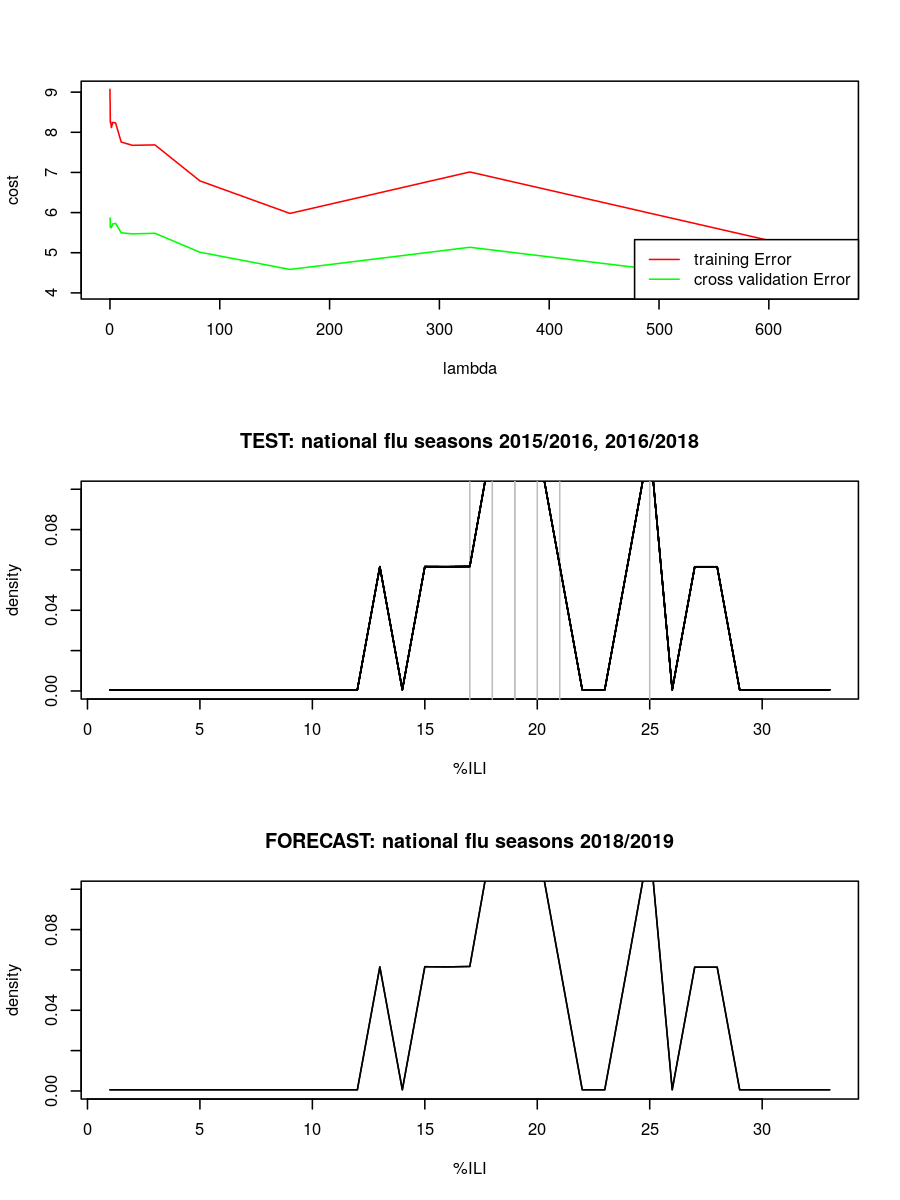 9
8
7
6
5
4
cost
training Error
cross validation Error
0 100 200 300 400 500 600
lambda
TEST: national flu seasons 2015/2016, 2016/2018
0.08
0.04
0.00
density
0 5 10 15 20 25 30
%ILI
FORECAST: national flu seasons 2018/2019
0.08
0.04
0.00
density
0 5 10 15 20 25 30
%ILI